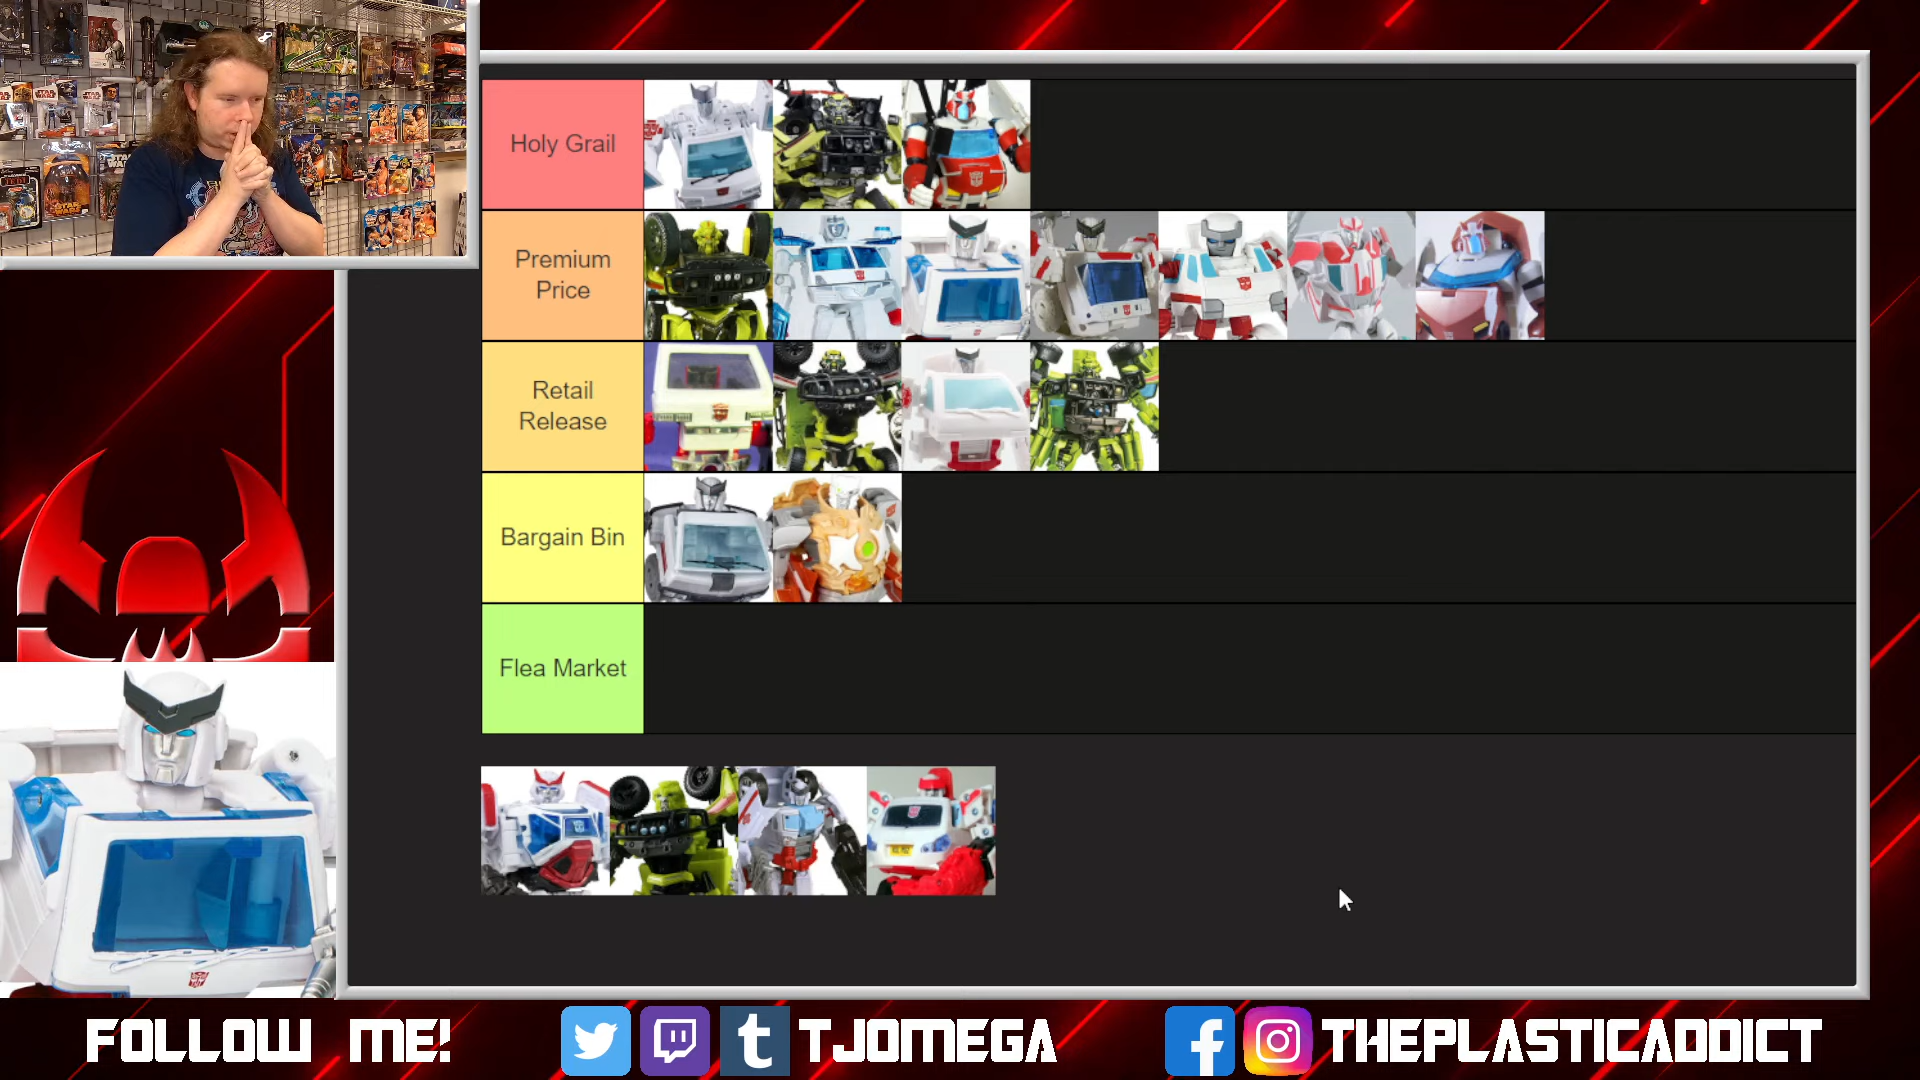 Holy Grail
Premium
Price
Retail
Release
Bargain Bin
Flea Market
FOLLOW ME!
TJOMEGA
THEPLASTICADDICT